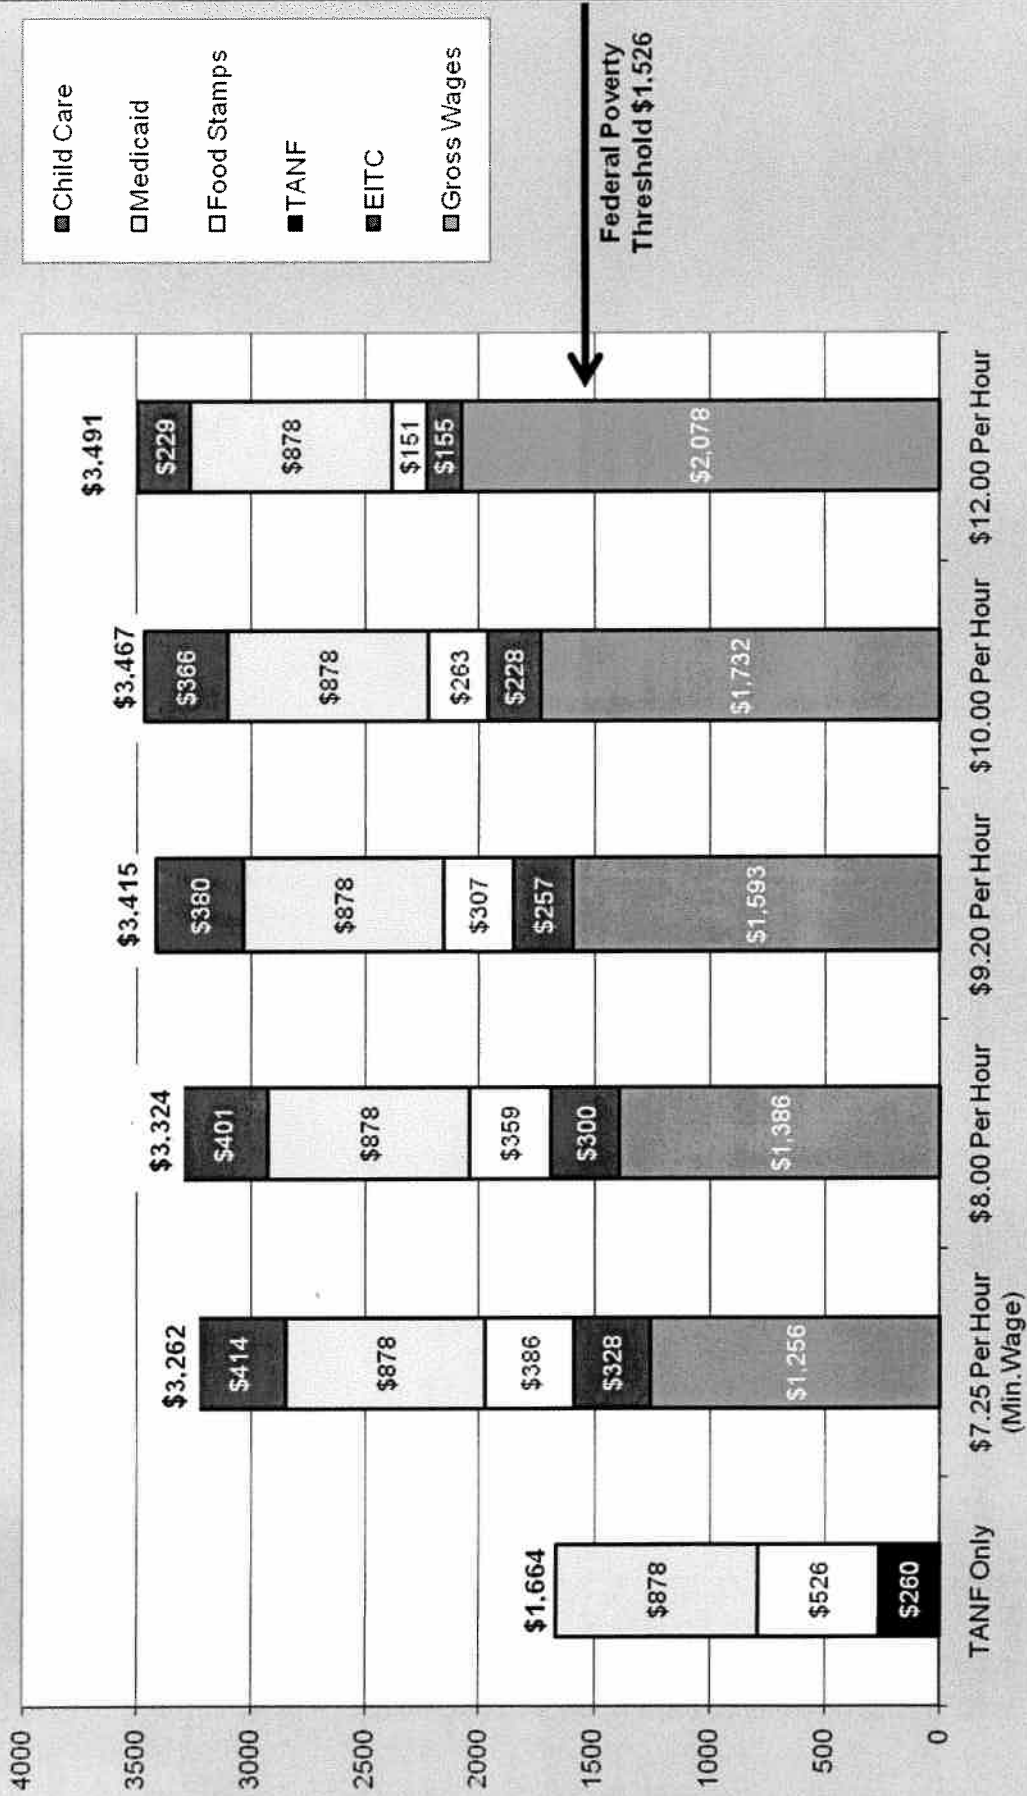 Child Care
Medicaid
Food Stamps
TANF
EITC
Gross Wages
Federal Poverty
Threshold $1.526
4000
3500
3000
2500
2000
1500
1000
500
0
$1.664
$878
$526
$260
TANF Only
$3.262
$414
$878
$386
$328
$1,256
$7.25 Per Hour
(Min.Wage)
$3.324
$401
$878
$359
$300
$1,386
$8.00 Per Hour
$3.415
$380
$878
$307
$257
$1,593
$9.20 Per Hour
$3.467
$366
$878
$263
$228
$1,732
$10.00 Per Hour
$3.491
$229
$878
$151
$155
$2,078
$12.00 Per Hour